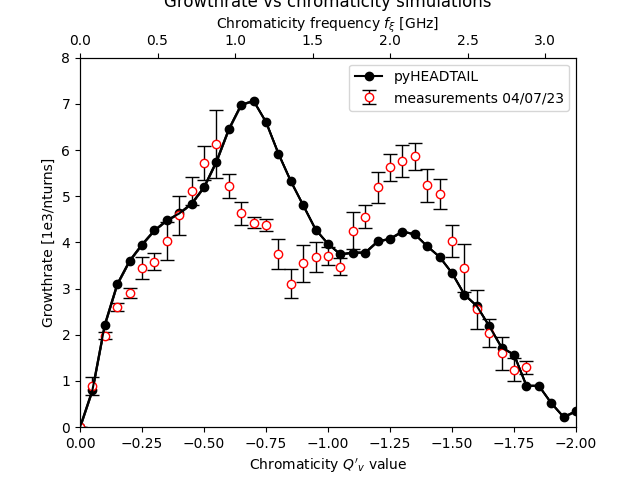 Growthrate vs chromaticity simulations
Chromaticity frequency fξ [GHz]
0.0 0.5 1.0 1.5 2.0 2.5 3.0
8
7
6
5
4
3
2
1
0
Growthrate [1e3/nturns]
pyHEADTAIL
measurements 04/07/23
0.00 −0.25 −0.50 −0.75 −1.00 −1.25 −1.50 −1.75 −2.00
Chromaticity Q′v value